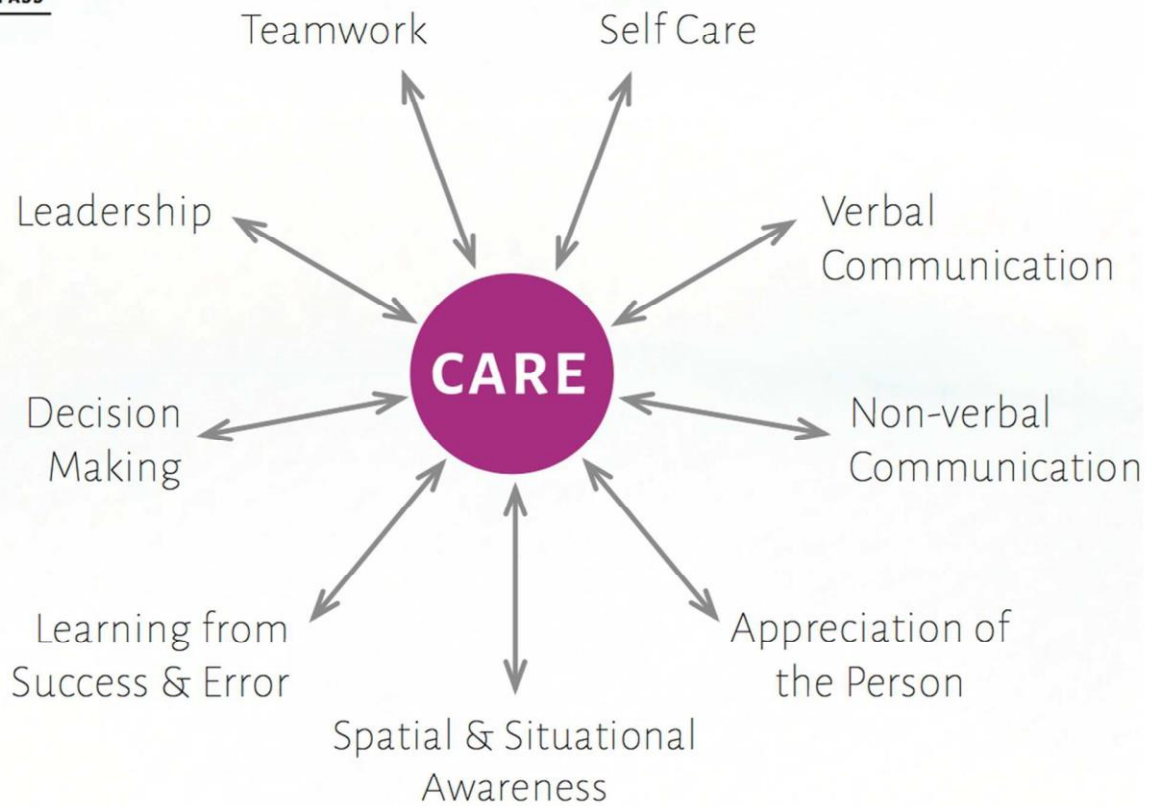 Teamwork
Self Care
Leadership
Verbal
Communication
CARE
Decision
Making
Non-verbal
Communication
Learning from
Success & Error
Appreciation of
the Person
Spatial & Situational
Awareness